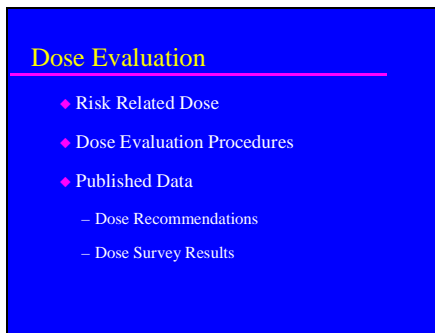 Dose Evaluation
Risk Related Dose
Dose Evaluation Procedures
Published Data
– Dose Recommendations
– Dose Survey Results